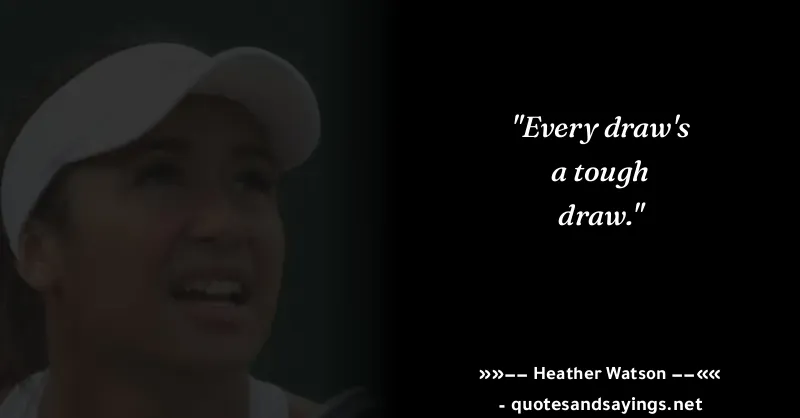 "Every draw's
a tough
draw."
»»−− Heather Watson −−««
- quotesandsayings.net